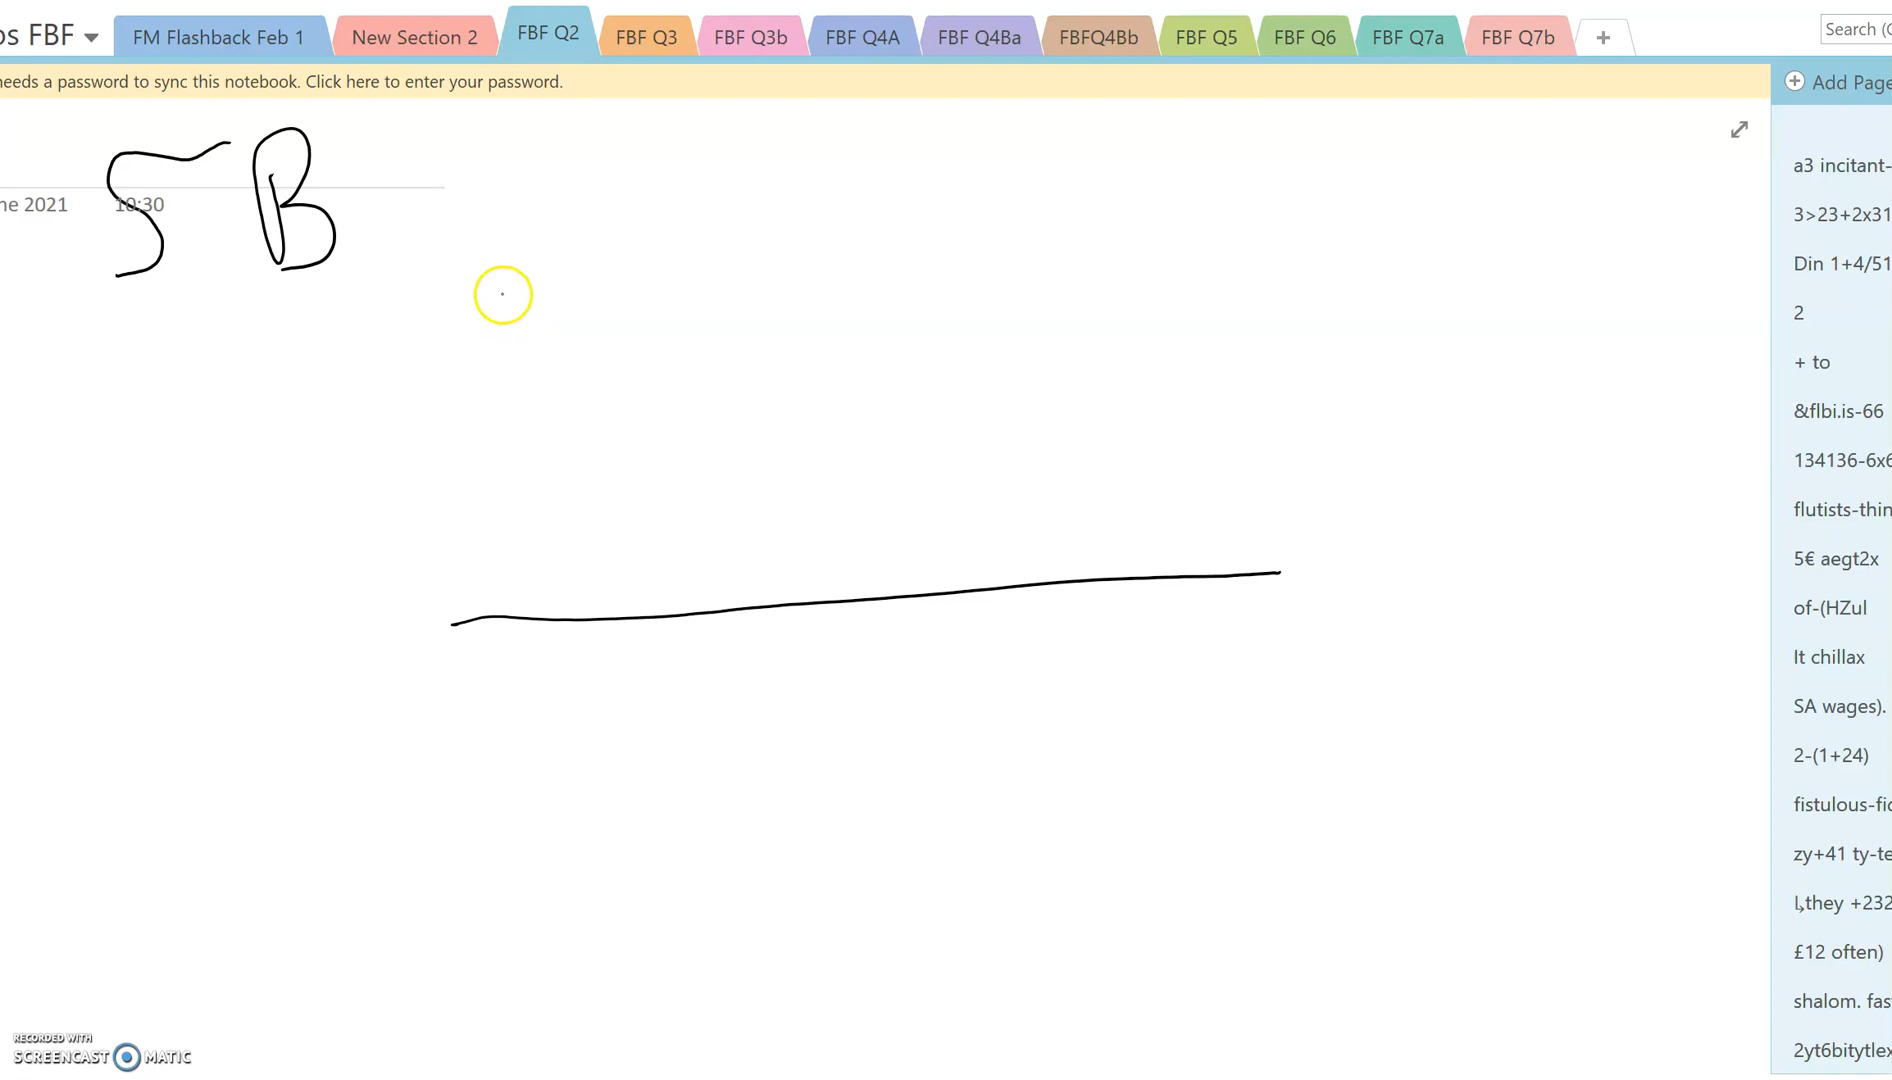 os FBF
FM Flashback Feb 1
New Section 2
FBF Q2
FBF Q3
FBF Q3b
FBF Q4A
FBF Q4Ba
FBFQ4Bb
FBF Q5
FBF Q6
FBF Q7a
FBF Q7b
Search (
needs a password to sync this notebook. Click here to enter your password.
Add Page
5 B
ne 2021 10:30
a3 incitant-
3>23+2x31
Din 1+4/51
2
+ to
&flbi.is-66
134136-6x6
flutists-thin
5€ aegt2x
of-(HZul
It chillax
SA wages).
2-(1+24)
fistulous-fic
zy+41 ty-te
↳they +232
£12 often)
shalom. fas
2yt6bitytlex
RECORDED WITH
SCREENCAST MATIC